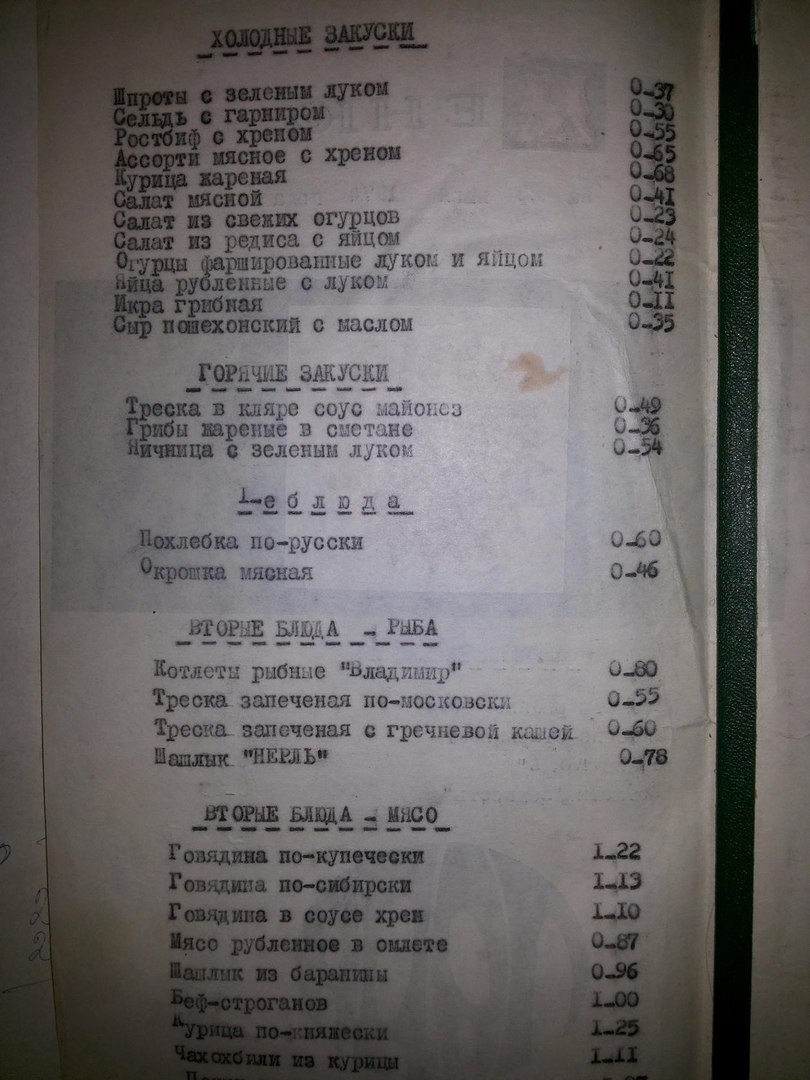 ХОЛОДНЫЕ ЗАКУСКИ
Шпроты с зеленым луком 0-37
Сельдь с гарниром 0-30
Ростбиф с хреном 0-55
Ассорти мясное с хреном 0-65
Курица жареная 0-68
Салат мясной 0-41
Салат из свежих огурцов 0-23
Салат из редиса с яйцом 0-24
Огурцы фаршированные луком и яйцом 0-22
Яйца рубленные с луком 0-41
Икра грибная 0-11
Сыр пошехонский с маслом 0-35
ГОРЯЧИЕ ЗАКУСКИ
Треска в кляре соус майонез 0-49
Грибы жареные в сметане 0-36
Яичница с зеленым луком 0-54
1-е блюда
Похлебка по-русски 0-60
Окрошка мясная 0-46
ВТОРЫЕ БЛЮДА - РЫБА
Котлеты рыбные "Владимир" 0-80
Треска запеченая по-московски 0-55
Треска запеченая с гречневой кашей 0-60
Шашлык "НЕРЛЬ" 0-78
ВТОРЫЕ БЛЮДА - МЯСО
Говядина по-купечески 1-22
Говядина по-сибирски 1-13
Говядина в соусе хрен 1-10
Мясо рубленное в омлете 0-87
Шашлык из баранины 0-96
Беф-строганов 1-00
Курица по-княжески 1-25
Чахохбили из курицы 1-11